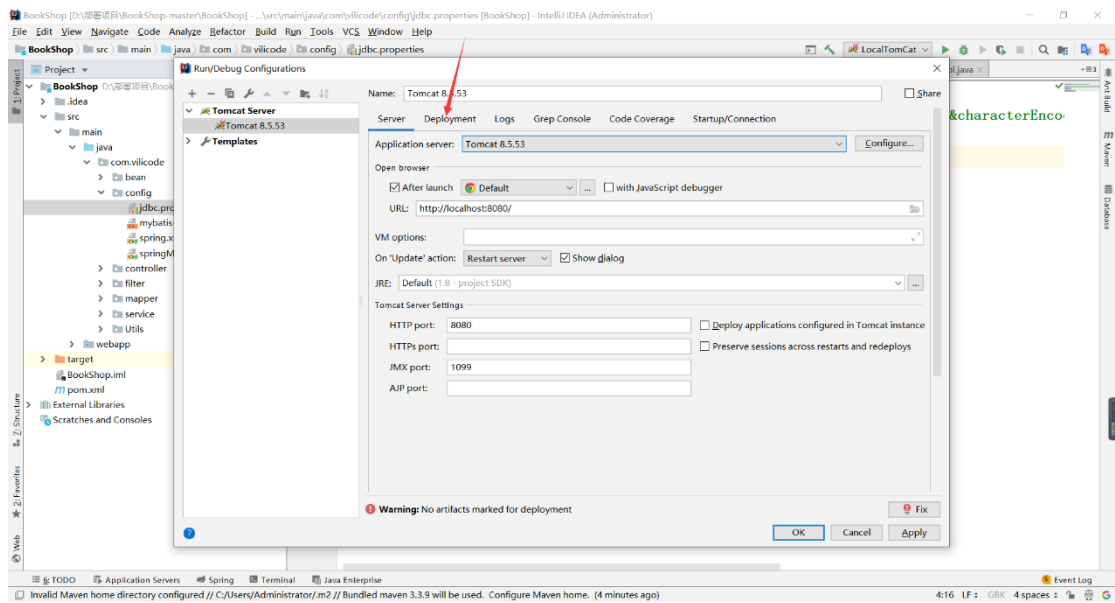 BookShop [D:\部署项目\BookShop-master\BookShop] - ...\src\main\java\com\vilicode\config\jdbc.properties [BookShop] - IntelliJ IDEA (Administrator)
File Edit View Navigate Code Analyze Refactor Build Run Tools VCS Window Help
BookShop src main java com vilicode config jdbc.properties
LocalTomCat
1: Project
Project
BookShop D:\部署项目\Book
.idea
src
main
java
com.vilicode
bean
config
jdbc.pro
mybatis
spring.x
springM
controller
filter
mapper
service
Utils
webapp
target
BookShop.iml
pom.xml
External Libraries
Scratches and Consoles
7: Structure
2: Favorites
Web
Run/Debug Configurations
Tomcat Server
Tomcat 8.5.53
Templates
Name: Tomcat 8.5.53
Share
Server Deployment Logs Grep Console Code Coverage Startup/Connection
Application server: Tomcat 8.5.53 Configure...
Open browser
After launch Default ... with JavaScript debugger
URL: http://localhost:8080/
VM options:
On 'Update' action: Restart server Show dialog
JRE: Default (1.8 - project SDK) ...
Tomcat Server Settings
HTTP port: 8080 Deploy applications configured in Tomcat instance
HTTPs port: Preserve sessions across restarts and redeploys
JMX port: 1099
AJP port:
Warning: No artifacts marked for deployment Fix
? OK Cancel Apply
l.java
&characterEnco
Ant Build
m Maven
Database
6: TODO Application Servers Spring Terminal Java Enterprise
5 Event Log
Invalid Maven home directory configured // C:/Users/Administrator/.m2 // Bundled maven 3.3.9 will be used. Configure Maven home. (4 minutes ago)
4:16 LF GBK 4 spaces